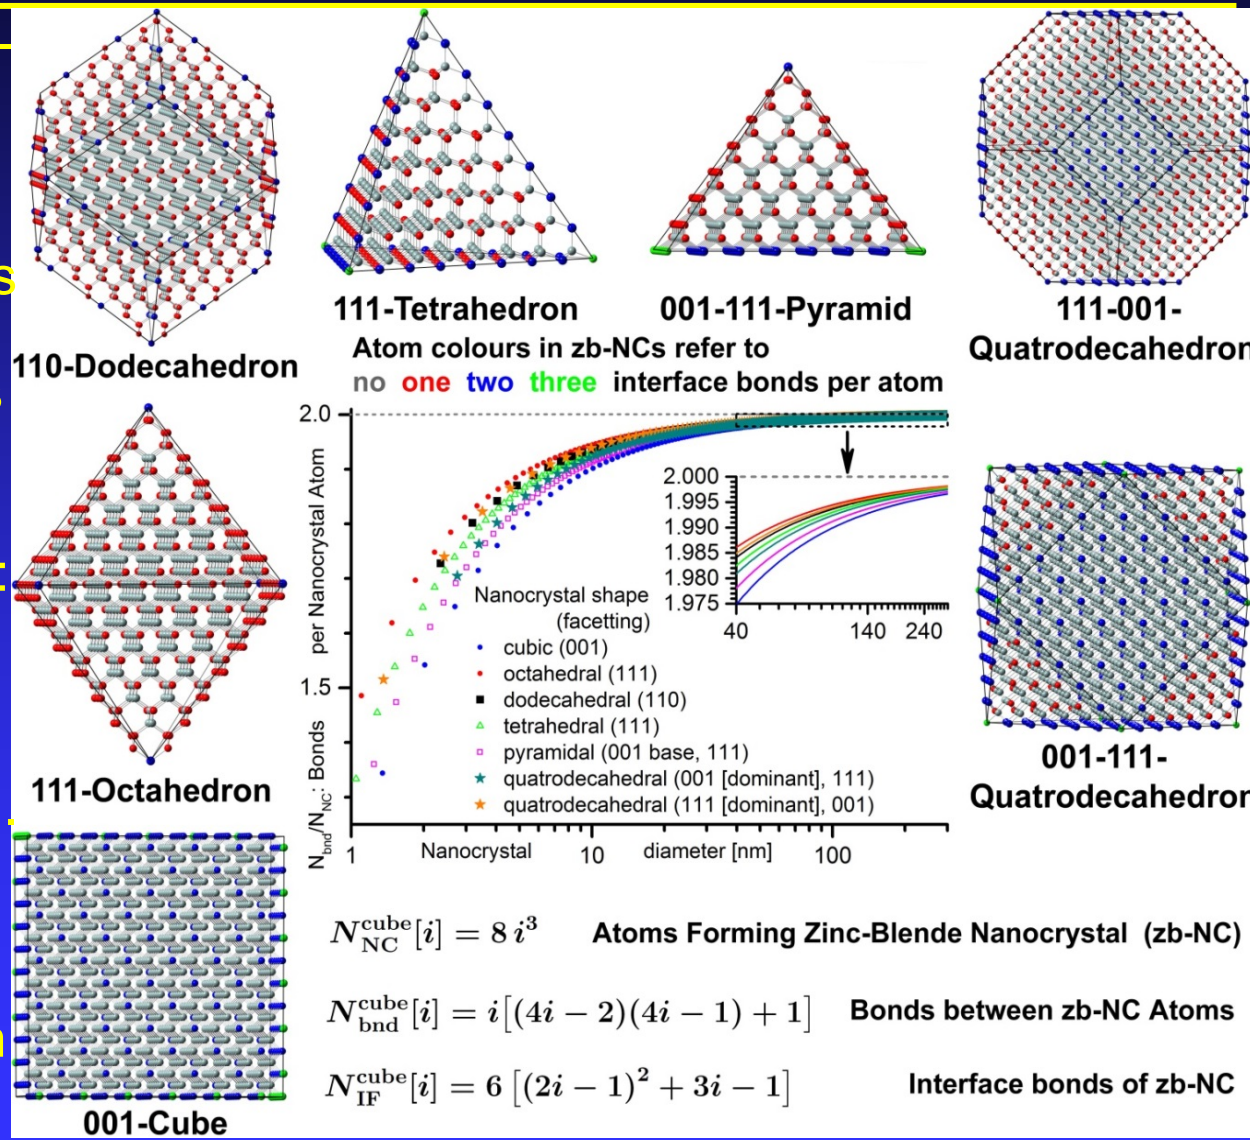 s
110-Dodecahedron
111-Tetrahedron
001-111-Pyramid
111-001-
Quatrodecahedron
Atom colours in zb-NCs refer to
no one two three interface bonds per atom
111-Octahedron
N_bnd/N_NC: Bonds per Nanocrystal Atom
2.0
1.5
2.000
1.995
1.990
1.985
1.980
1.975
40 140 240
Nanocrystal shape
(facetting)
cubic (001)
octahedral (111)
dodecahedral (110)
tetrahedral (111)
pyramidal (001 base, 111)
quatrodecahedral (001 [dominant], 111)
quatrodecahedral (111 [dominant], 001)
1 10 100
Nanocrystal diameter [nm]
001-111-
Quatrodecahedron
N_NC^cube[i] = 8 i^3 Atoms Forming Zinc-Blende Nanocrystal (zb-NC)
N_bnd^cube[i] = i[(4i − 2)(4i − 1) + 1] Bonds between zb-NC Atoms
N_IF^cube[i] = 6 [(2i − 1)^2 + 3i − 1] Interface bonds of zb-NC
001-Cube